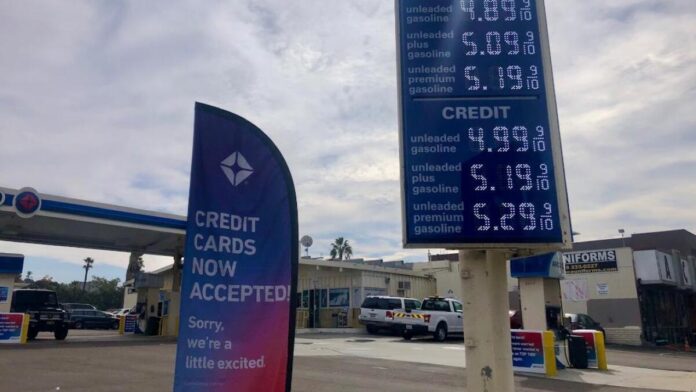 unleaded
gasoline
4.89 9/10
unleaded
plus
gasoline
5.09 9/10
unleaded
premium
gasoline
5.19 9/10
CREDIT
unleaded
gasoline
4.99 9/10
unleaded
plus
gasoline
5.19 9/10
unleaded
premium
gasoline
5.29 9/10
CREDIT
CARDS
NOW
ACCEPTED!
Sorry,
we're a
little excited.
NIFORMS
TOP TIER